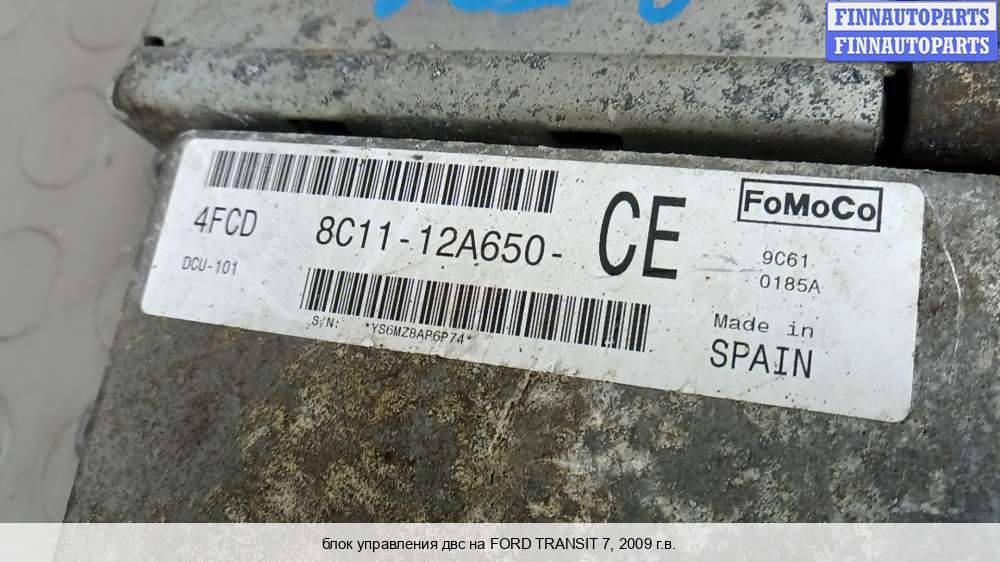 FINNAUTOPARTS
FINNAUTOPARTS
4FCD 8C11-12A650- CE
FoMoCo
DCU-101
9C61
0185A
S/N: *YS6MZ8AP6P74*
Made in
SPAIN
блок управления двс на FORD TRANSIT 7, 2009 г.в.